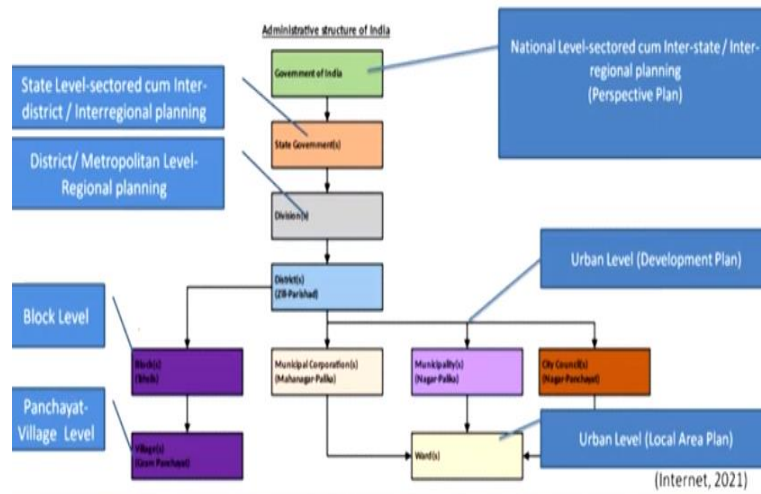 Administrative structure of India
Government of India
National Level-sectored cum Inter-state / Inter-
regional planning
(Perspective Plan)
State Level-sectored cum Inter-
district / Interregional planning
State Government(s)
District/ Metropolitan Level-
Regional planning
Division(s)
District(s)
(Zill-Parishad)
Urban Level (Development Plan)
Block Level
Block(s)
(Tehsils)
Municipal Corporation(s)
(Mahanagar-Palika)
Municipality(s)
(Nagar-Palika)
City Council(s)
(Nagar-Panchayat)
Panchayat-
Village Level
Village(s)
(Gram Panchayat)
Ward(s)
Urban Level (Local Area Plan)
(Internet, 2021)